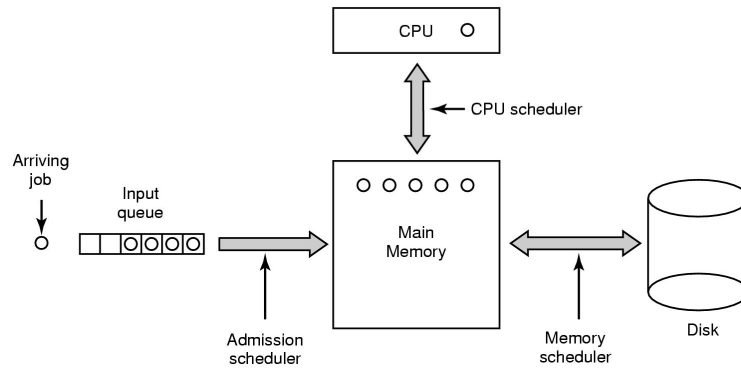 CPU
CPU scheduler
Arriving
job
Input
queue
Main
Memory
Admission
scheduler
Memory
scheduler
Disk